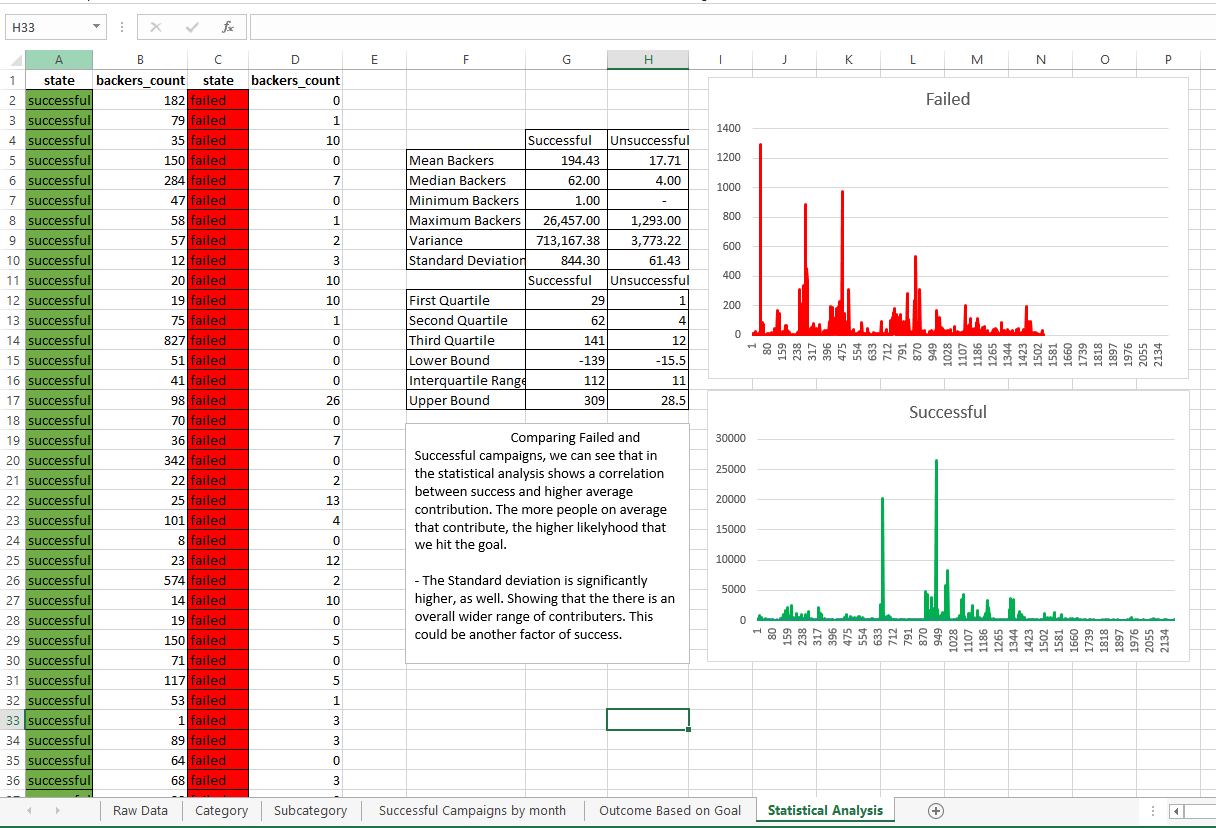 H33
fx
A B C D E F G H I J K L M N O P
1 state backers_count state backers_count
2 successful 182 failed 0
3 successful 79 failed 1
4 successful 35 failed 10 Successful Unsuccessful
5 successful 150 failed 0 Mean Backers 194.43 17.71
6 successful 284 failed 7 Median Backers 62.00 4.00
7 successful 47 failed 0 Minimum Backers 1.00 -
8 successful 58 failed 1 Maximum Backers 26,457.00 1,293.00
9 successful 57 failed 2 Variance 713,167.38 3,773.22
10 successful 12 failed 3 Standard Deviation 844.30 61.43
11 successful 20 failed 10 Successful Unsuccessful
12 successful 19 failed 10 First Quartile 29 1
13 successful 75 failed 1 Second Quartile 62 4
14 successful 827 failed 0 Third Quartile 141 12
15 successful 51 failed 0 Lower Bound -139 -15.5
16 successful 41 failed 0 Interquartile Range 112 11
17 successful 98 failed 26 Upper Bound 309 28.5
18 successful 70 failed 0
19 successful 36 failed 7
20 successful 342 failed 0
21 successful 22 failed 2
22 successful 25 failed 13
23 successful 101 failed 4
24 successful 8 failed 0
25 successful 23 failed 12
26 successful 574 failed 2
27 successful 14 failed 10
28 successful 19 failed 0
29 successful 150 failed 5
30 successful 71 failed 0
31 successful 117 failed 5
32 successful 53 failed 1
33 successful 1 failed 3
34 successful 89 failed 3
35 successful 64 failed 0
36 successful 68 failed 3
Comparing Failed and
Successful campaigns, we can see that in
the statistical analysis shows a correlation
between success and higher average
contribution. The more people on average
that contribute, the higher likelyhood that
we hit the goal.
- The Standard deviation is significantly
higher, as well. Showing that the there is an
overall wider range of contributers. This
could be another factor of success.
Failed
1400
1200
1000
800
600
400
200
0
1 80 159 238 317 396 475 554 633 712 791 870 949 1028 1107 1186 1265 1344 1423 1502 1581 1660 1739 1818 1897 1976 2055 2134
Successful
30000
25000
20000
15000
10000
5000
0
1 80 159 238 317 396 475 554 633 712 791 870 949 1028 1107 1186 1265 1344 1423 1502 1581 1660 1739 1818 1897 1976 2055 2134
Raw Data Category Subcategory Successful Campaigns by month Outcome Based on Goal Statistical Analysis